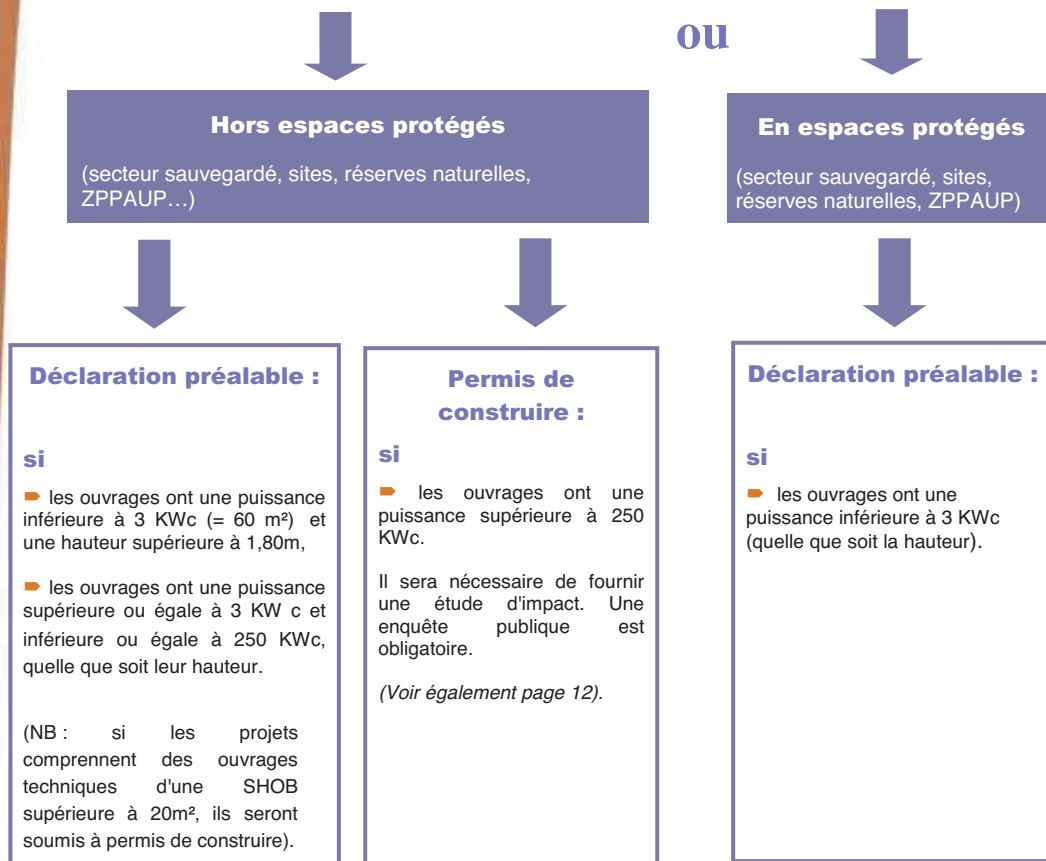 ou
Hors espaces protégés
(secteur sauvegardé, sites, réserves naturelles,
ZPPAUP…)
En espaces protégés
(secteur sauvegardé, sites,
réserves naturelles, ZPPAUP)
Déclaration préalable :
si
les ouvrages ont une puissance
inférieure à 3 KWc (= 60 m²) et
une hauteur supérieure à 1,80m,
les ouvrages ont une puissance
supérieure ou égale à 3 KW c et
inférieure ou égale à 250 KWc,
quelle que soit leur hauteur.
(NB : si les projets
comprennent des ouvrages
techniques d'une SHOB
supérieure à 20m², ils seront
soumis à permis de construire).
Permis de
construire :
si
les ouvrages ont une
puissance supérieure à 250
KWc.
Il sera nécessaire de fournir
une étude d'impact. Une
enquête publique est
obligatoire.
(Voir également page 12).
Déclaration préalable :
si
les ouvrages ont une
puissance inférieure à 3 KWc
(quelle que soit la hauteur).